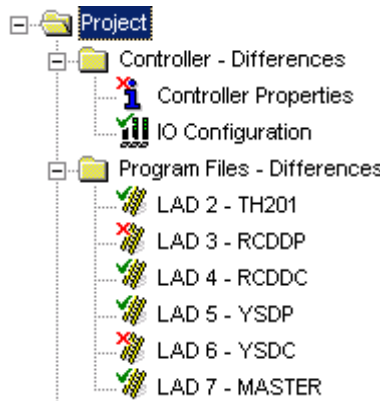 Project
Controller - Differences
Controller Properties
IO Configuration
Program Files - Differences
LAD 2 - TH201
LAD 3 - RCDDP
LAD 4 - RCDDC
LAD 5 - YSDP
LAD 6 - YSDC
LAD 7 - MASTER